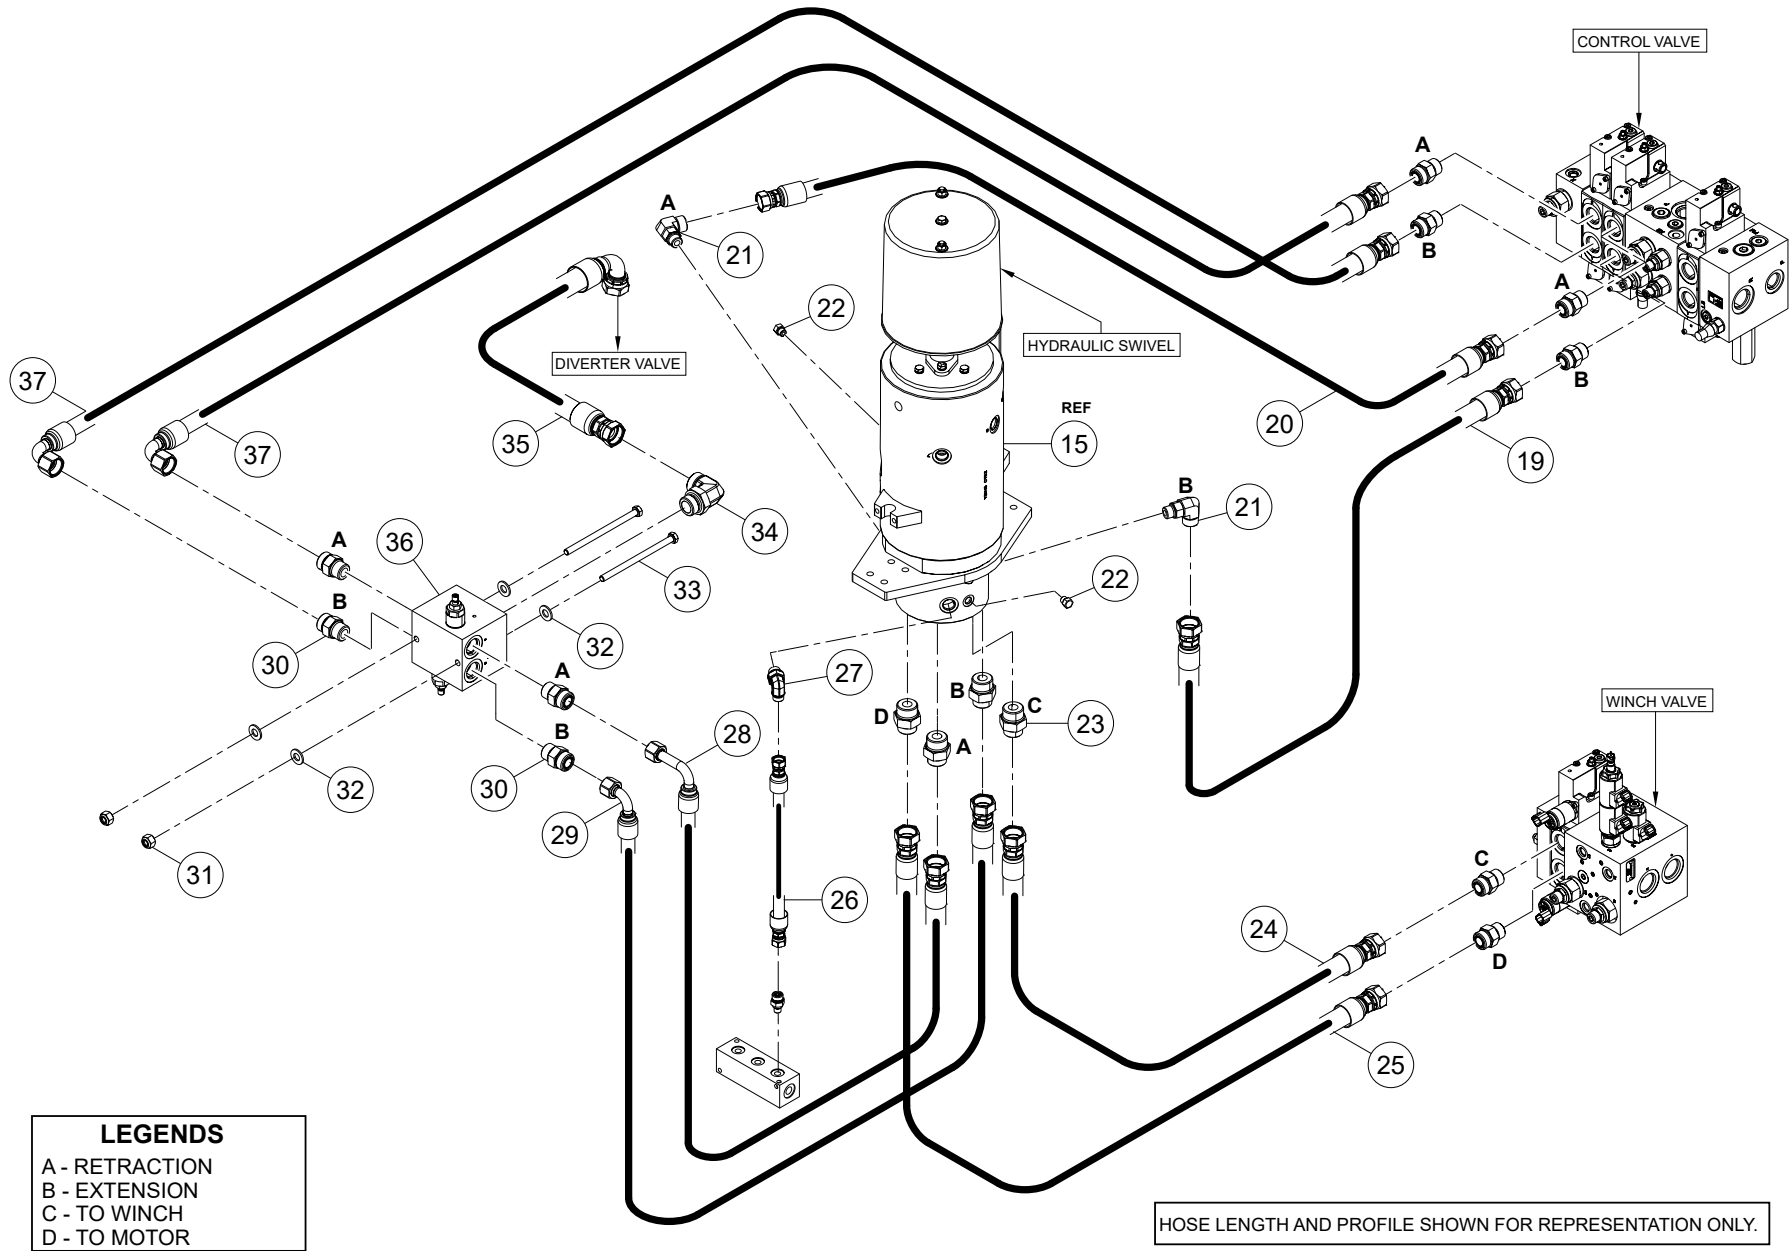 CONTROL VALVE
A
A
21
B
22
A
HYDRAULIC SWIVEL
DIVERTER VALVE
B
37
REF
20
35
37
15
19
B
21
34
36
A
22
33
B
32
30
A
27
B
WINCH VALVE
C
D
28
23
B
A
32
30
29
C
31
26
24
D
25
LEGENDS
A - RETRACTION
B - EXTENSION
C - TO WINCH
D - TO MOTOR
HOSE LENGTH AND PROFILE SHOWN FOR REPRESENTATION ONLY.